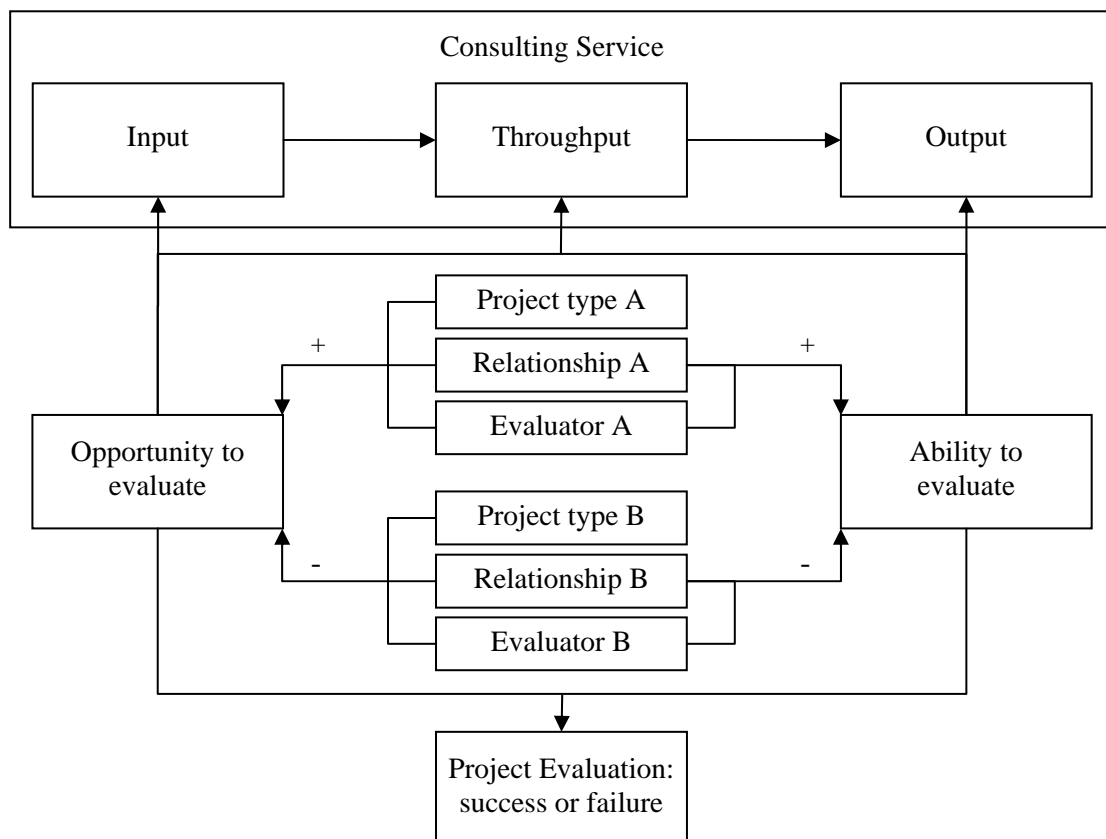 Consulting Service
Input
Throughput
Output
Project type A
+
+
Relationship A
Evaluator A
Opportunity to
evaluate
Ability to
evaluate
Project type B
-
-
Relationship B
Evaluator B
Project Evaluation:
success or failure